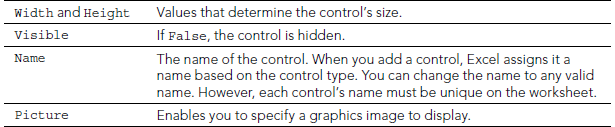 Width and Height Values that determine the control's size.
Visible If False, the control is hidden.
Name The name of the control. When you add a control, Excel assigns it a
name based on the control type. You can change the name to any valid
name. However, each control's name must be unique on the worksheet.
Picture Enables you to specify a graphics image to display.